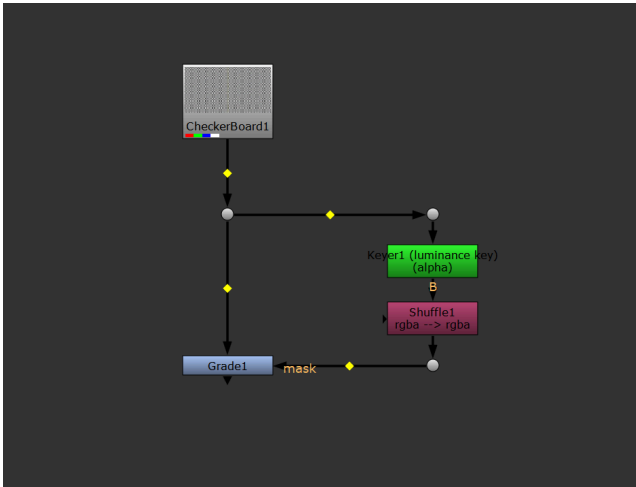 CheckerBoard1
Keyer1 (luminance key)
(alpha)
B
Shuffle1
rgba --> rgba
Grade1
mask